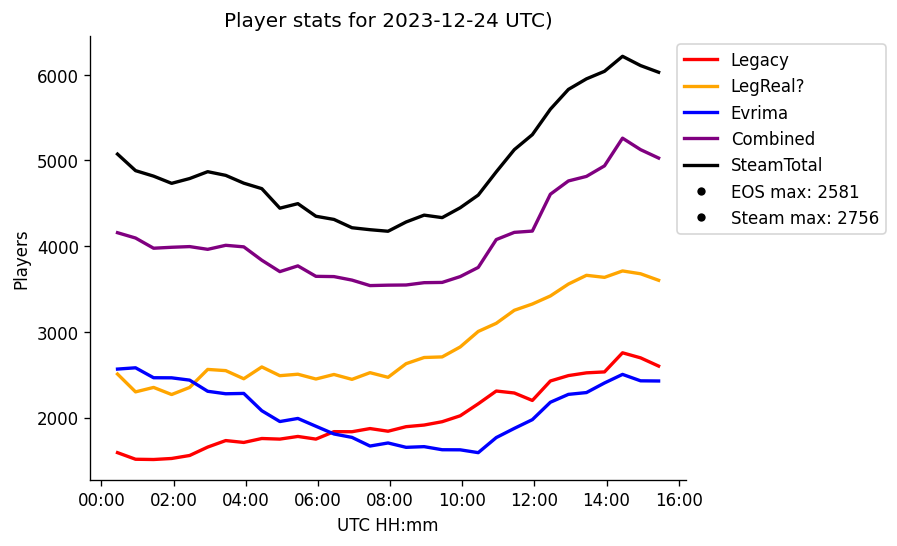 Player stats for 2023-12-24 UTC)
Legacy
LegReal?
Evrima
Combined
SteamTotal
EOS max: 2581
Steam max: 2756
Players
6000
5000
4000
3000
2000
00:00 02:00 04:00 06:00 08:00 10:00 12:00 14:00 16:00
UTC HH:mm